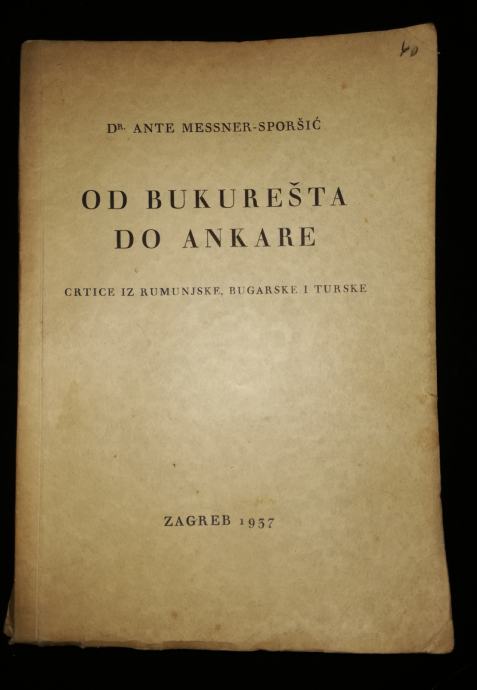 Dr. ANTE MESSNER-SPORŠIĆ
OD BUKUREŠTA
DO ANKARE
CRTICE IZ RUMUNJSKE, BUGARSKE I TURSKE
ZAGREB 1937